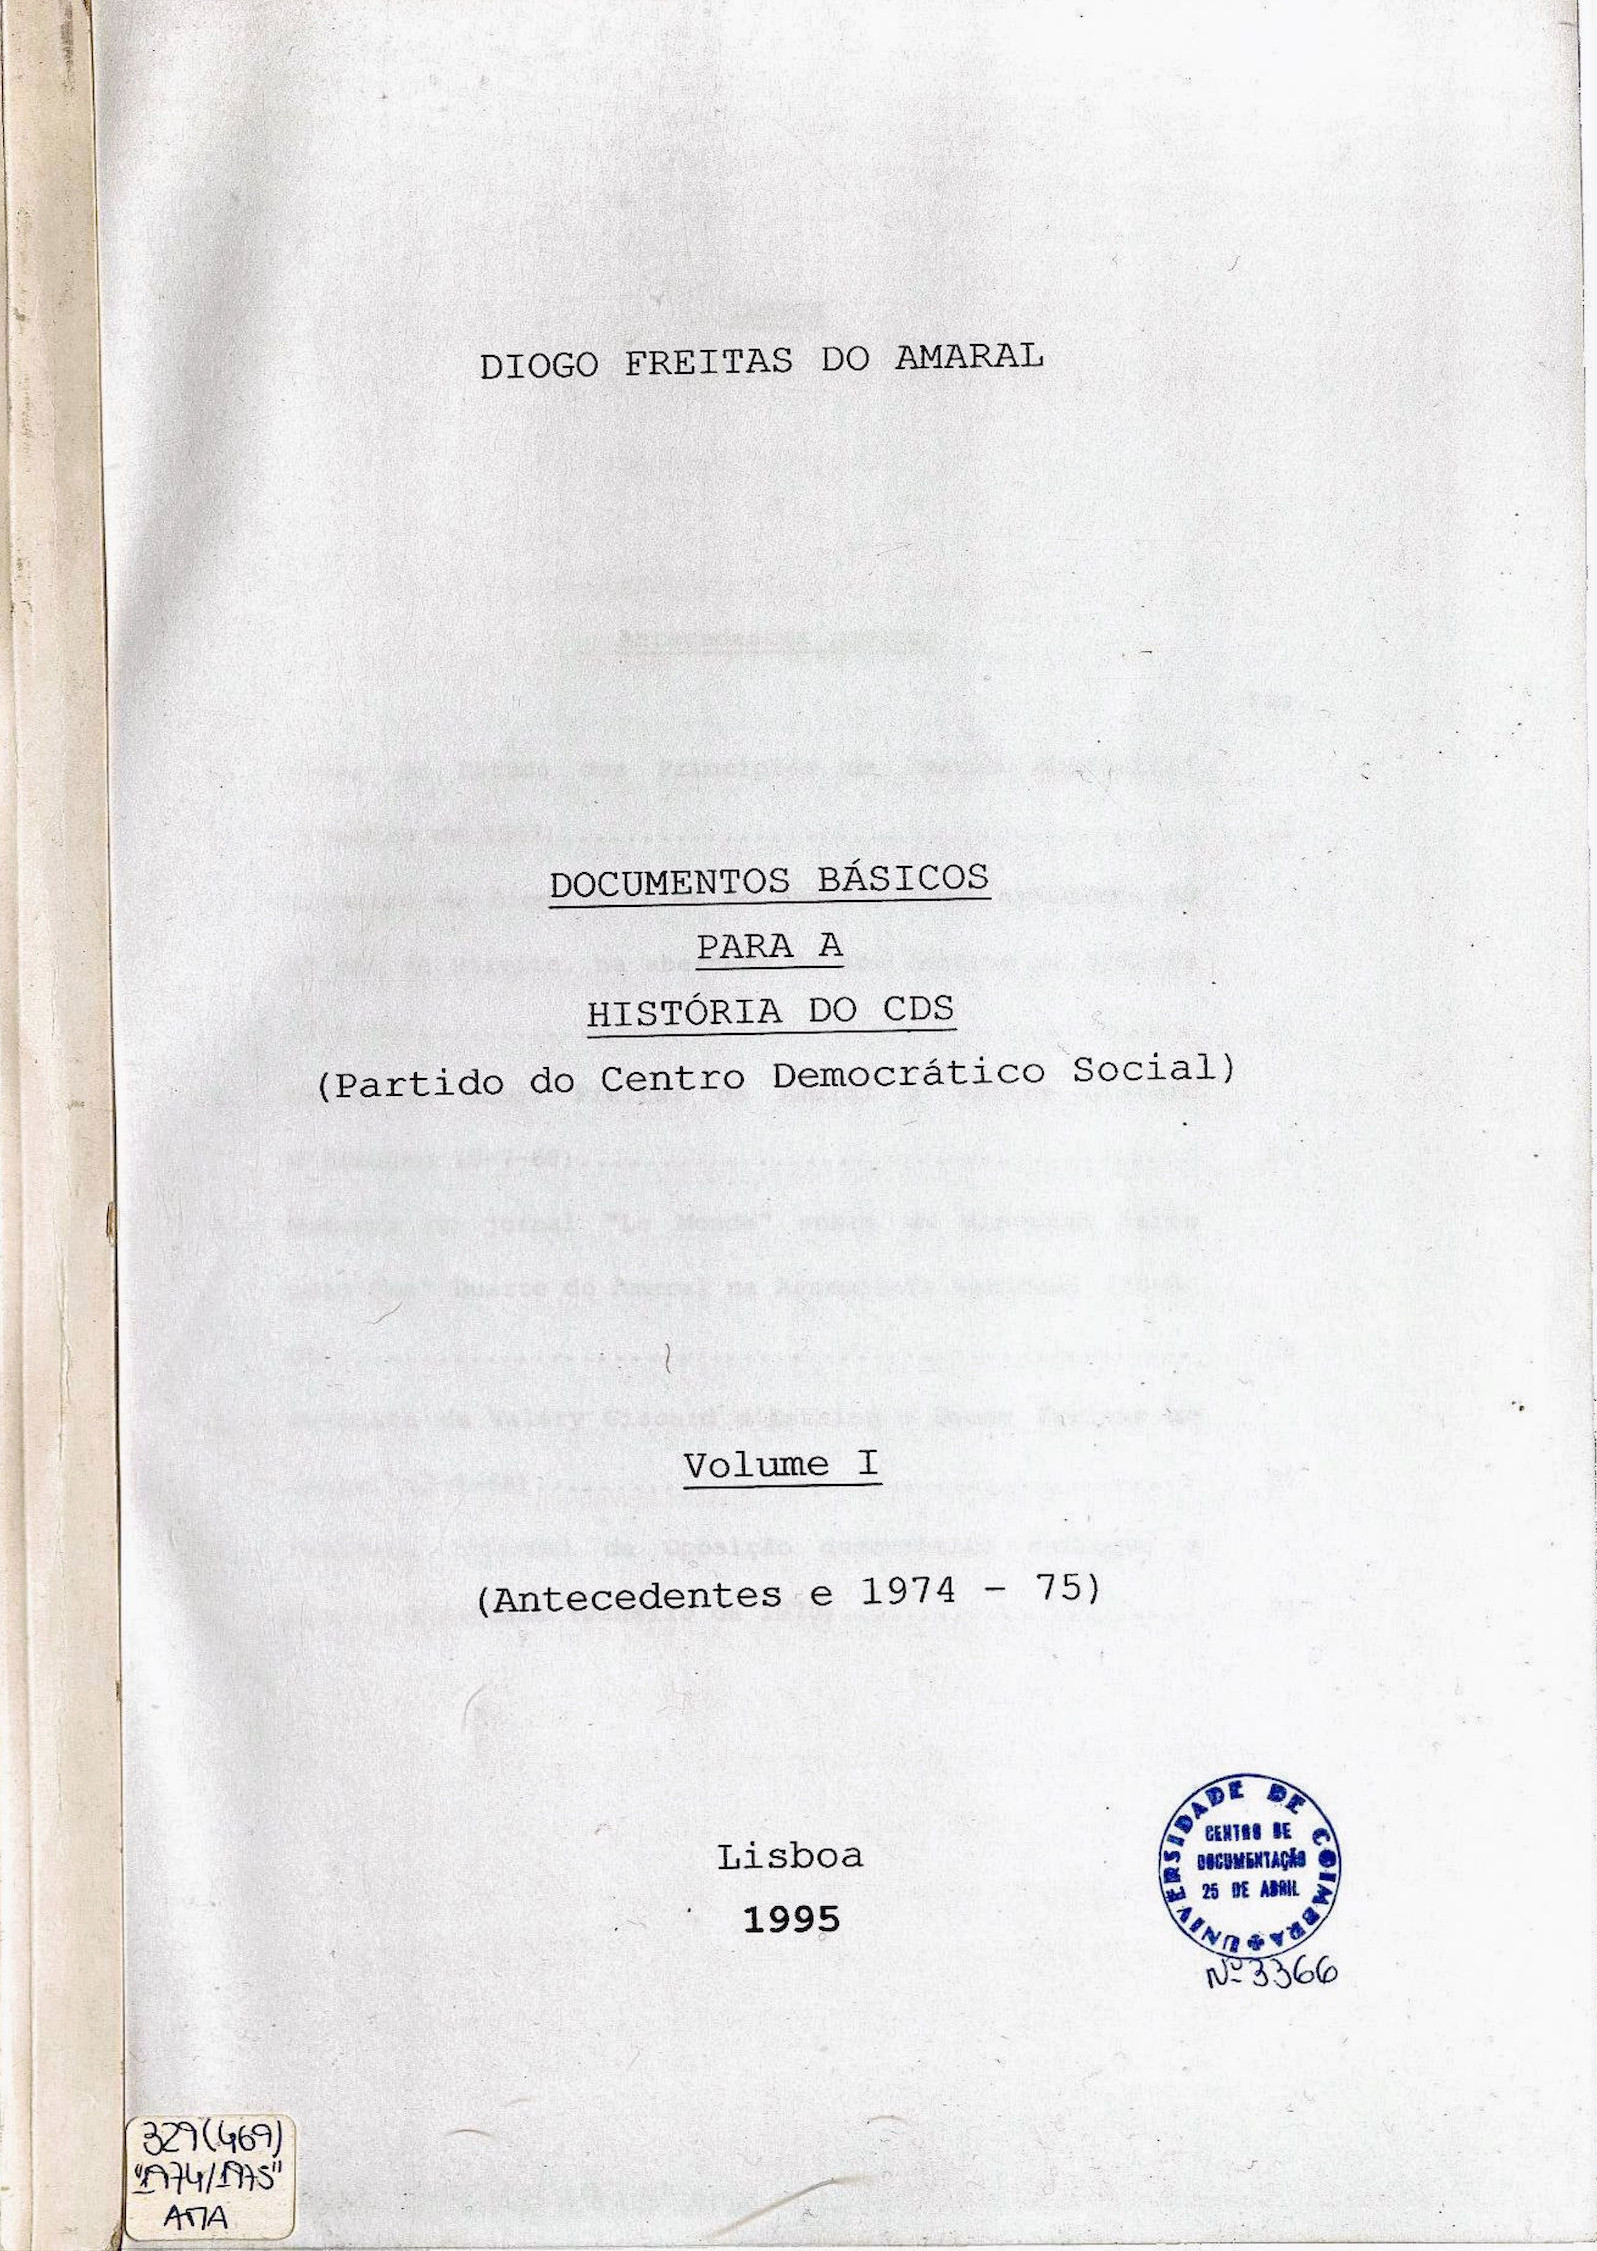 DIOGO FREITAS DO AMARAL
DOCUMENTOS BÁSICOS
PARA A
HISTÓRIA DO CDS
(Partido do Centro Democrático Social)
Volume I
(Antecedentes e 1974 - 75)
Lisboa
1995
UNIVERSIDADE DE COIMBRA
CENTRO DE
DOCUMENTAÇÃO
25 DE ABRIL
Nº 3366
329(469)
"1974/1975"
AMA